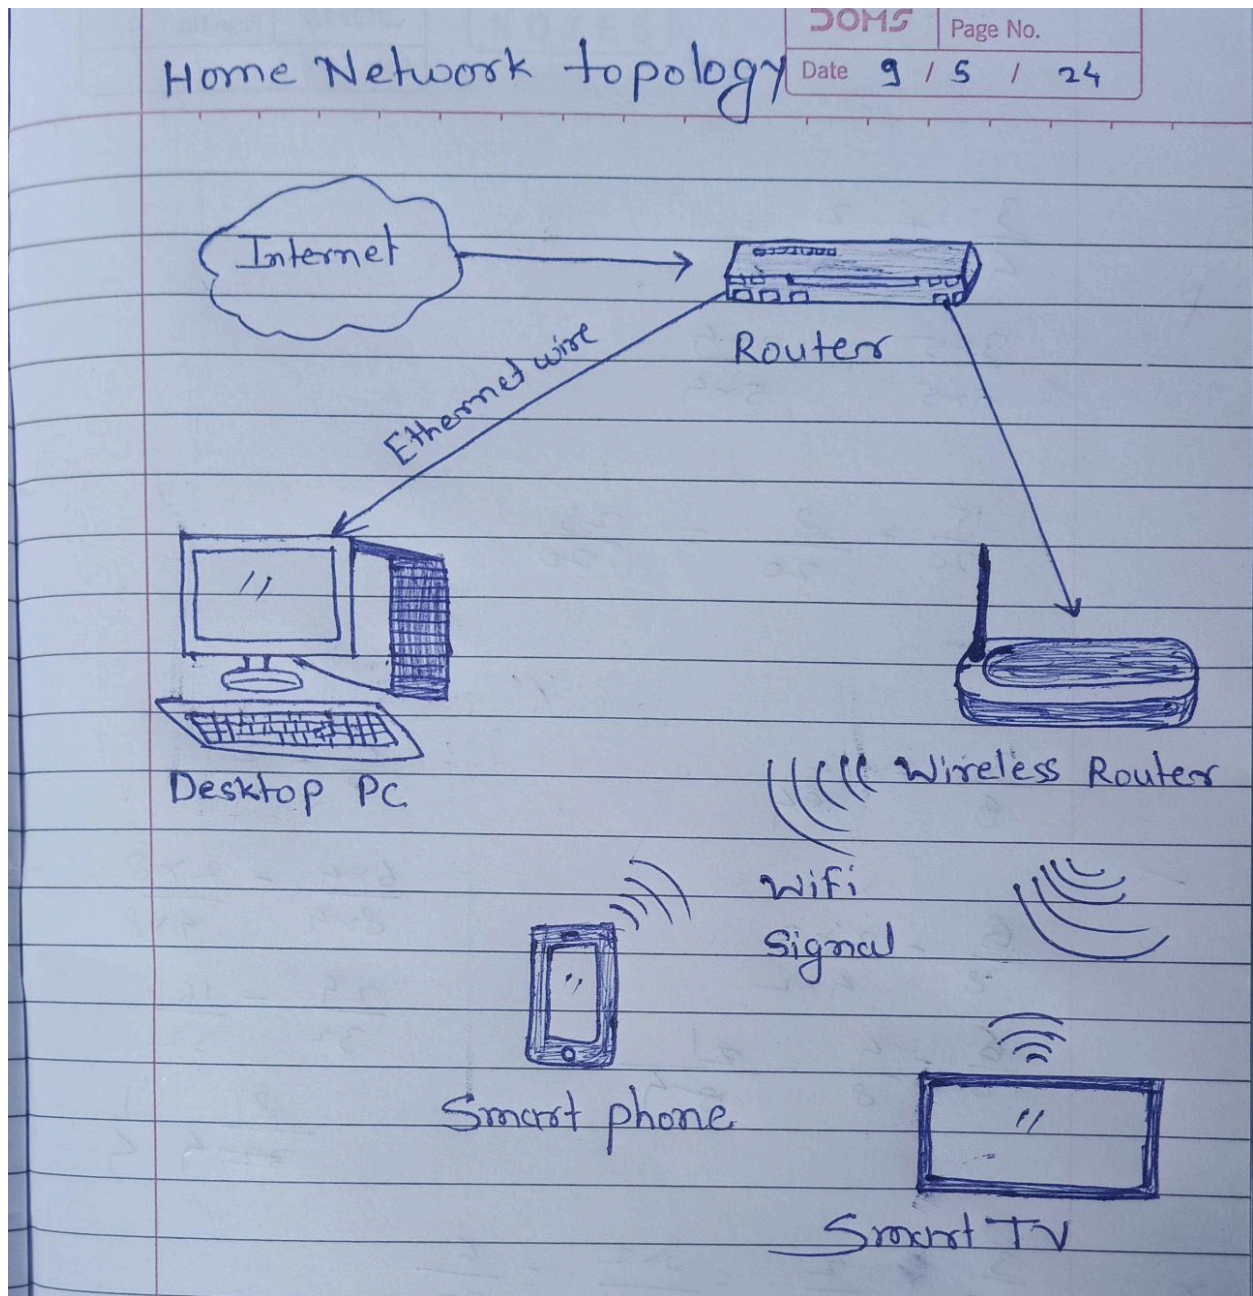 DOMS
Page No.
Home Network topology
Date 9 / 5 / 24
Internet
Router
Ethernet wire
Wireless Router
Desktop PC
Wifi
Signal
Smart phone
Smart TV